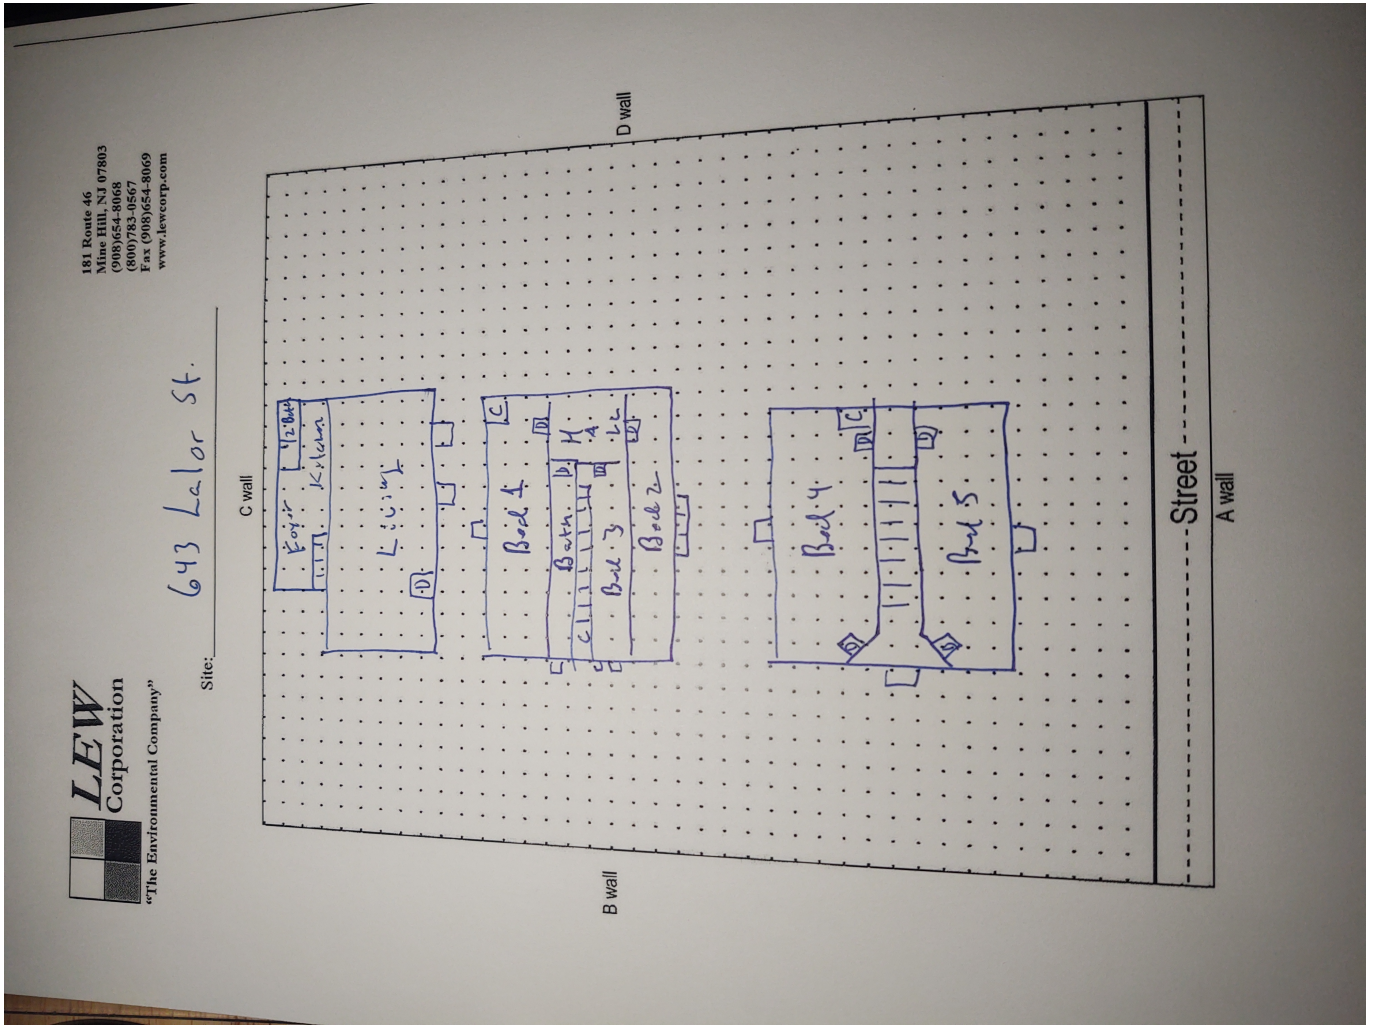 LEW
Corporation
"The Environmental Company"
181 Route 46
Mine Hill, NJ 07803
(908)654-8068
(800)783-0567
Fax (908)654-8069
www.lewcorp.com
Site: 643 Lalor St.
C wall
B wall
D wall
Foyer
1/2 Bath
Living
D
Bed 1
C
D
Bath
D
H
A
LL
C
Bed 3
D
D
Bed 2
Bed 4
C
D
D
D
D
Bed 5
Street
A wall